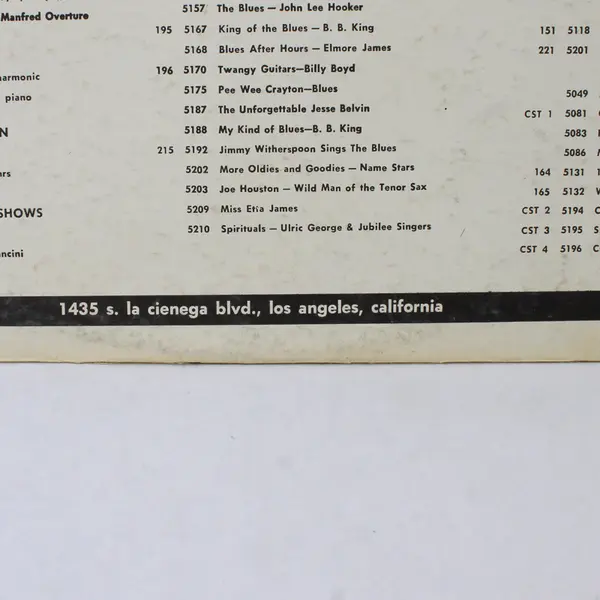 Manfred Overture
armonic
piano
N
rs
SHOWS
ncini
5157 The Blues — John Lee Hooker
195 5167 King of the Blues — B. B. King
5168 Blues After Hours — Elmore James
196 5170 Twangy Guitars—Billy Boyd
5175 Pee Wee Crayton—Blues
5187 The Unforgettable Jesse Belvin
5188 My Kind of Blues—B. B. King
215 5192 Jimmy Witherspoon Sings The Blues
5202 More Oldies and Goodies — Name Stars
5203 Joe Houston — Wild Man of the Tenor Sax
5209 Miss Etta James
5210 Spirituals — Ulric George & Jubilee Singers
151 5118
221 5201
5049
CST 1 5081
5083
5086
164 5131
165 5132
CST 2 5194
CST 3 5195 S
CST 4 5196 C
1435 s. la cienega blvd., los angeles, california